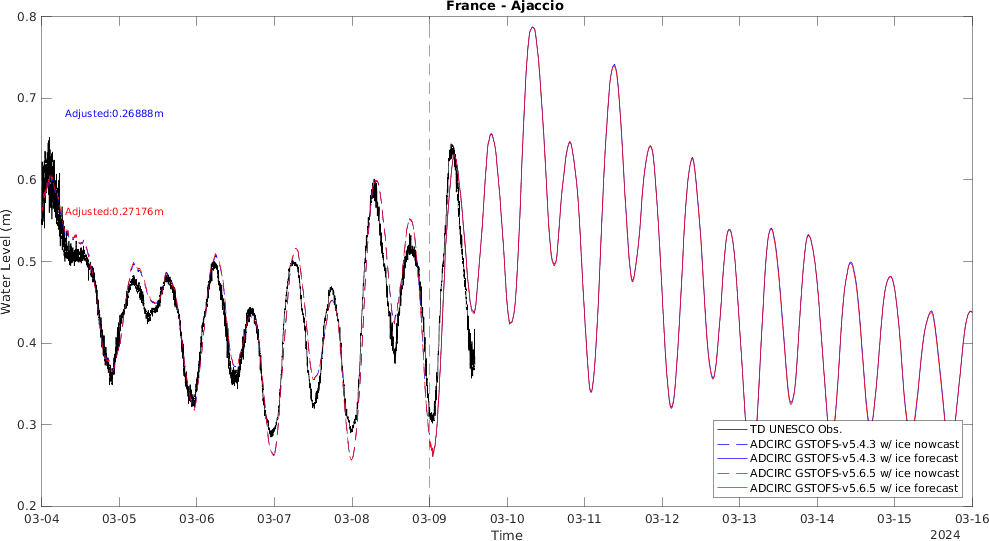 France - Ajaccio
0.8
0.7
0.6
0.5
0.4
0.3
0.2
Water Level (m)
Adjusted:0.26888m
Adjusted:0.27176m
TD UNESCO Obs.
ADCIRC GSTOFS-v5.4.3 w/ ice nowcast
ADCIRC GSTOFS-v5.4.3 w/ ice forecast
ADCIRC GSTOFS-v5.6.5 w/ ice nowcast
ADCIRC GSTOFS-v5.6.5 w/ ice forecast
03-04 03-05 03-06 03-07 03-08 03-09 03-10 03-11 03-12 03-13 03-14 03-15 03-16
Time
2024